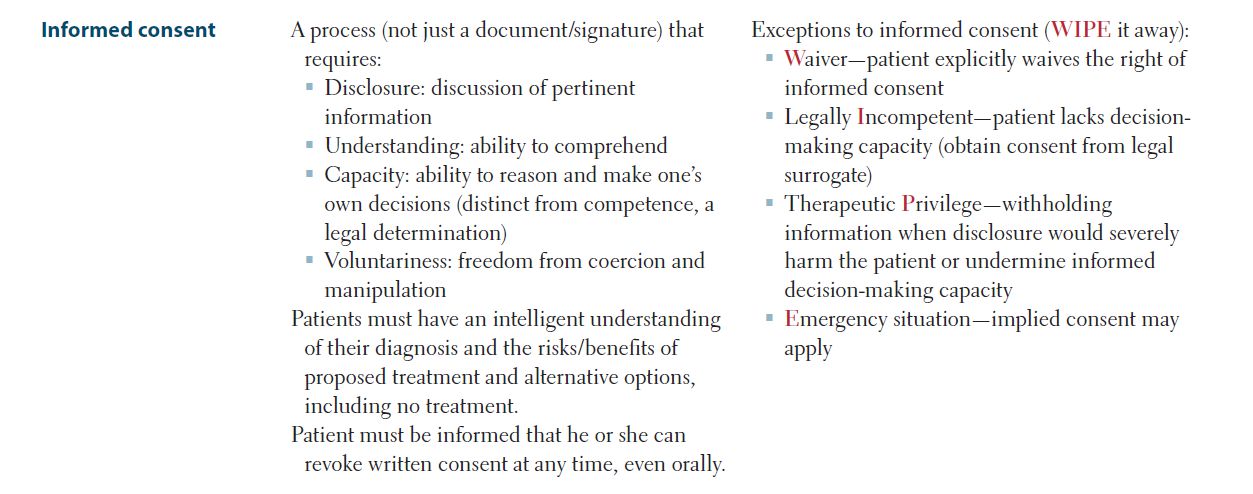 Informed consent
A process (not just a document/signature) that
requires:
▪ Disclosure: discussion of pertinent
information
▪ Understanding: ability to comprehend
▪ Capacity: ability to reason and make one's
own decisions (distinct from competence, a
legal determination)
▪ Voluntariness: freedom from coercion and
manipulation
Patients must have an intelligent understanding
of their diagnosis and the risks/benefits of
proposed treatment and alternative options,
including no treatment.
Patient must be informed that he or she can
revoke written consent at any time, even orally.
Exceptions to informed consent (WIPE it away):
▪ Waiver—patient explicitly waives the right of
informed consent
▪ Legally Incompetent—patient lacks decision-
making capacity (obtain consent from legal
surrogate)
▪ Therapeutic Privilege—withholding
information when disclosure would severely
harm the patient or undermine informed
decision-making capacity
▪ Emergency situation—implied consent may
apply